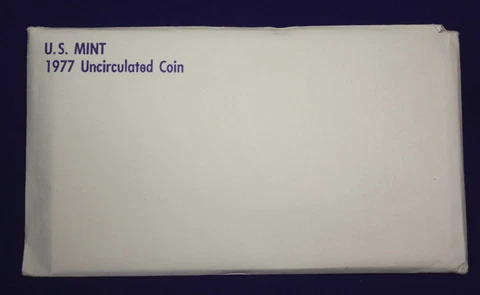 U.S. MINT
1977 Uncirculated Coin